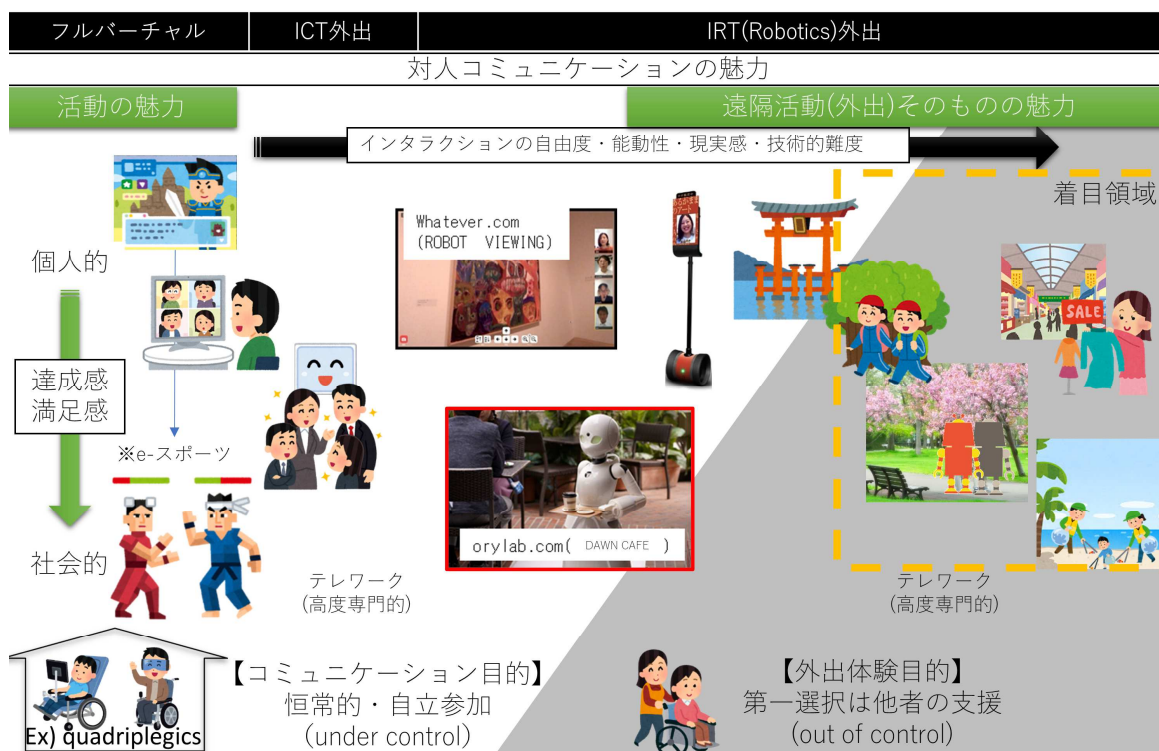 フルバーチャル
ICT外出
IRT(Robotics)外出
対人コミュニケーションの魅力
活動の魅力
遠隔活動(外出)そのものの魅力
インタラクションの自由度・能動性・現実感・技術的難度
着目領域
個人的
Whatever.com
(ROBOT VIEWING)
SALE
達成感
満足感
※e-スポーツ
orylab.com( DAWN CAFE )
社会的
テレワーク
(高度専門的)
テレワーク
(高度専門的)
【コミュニケーション目的】
恒常的・自立参加
(under control)
【外出体験目的】
第一選択は他者の支援
(out of control)
Ex) quadriplegics